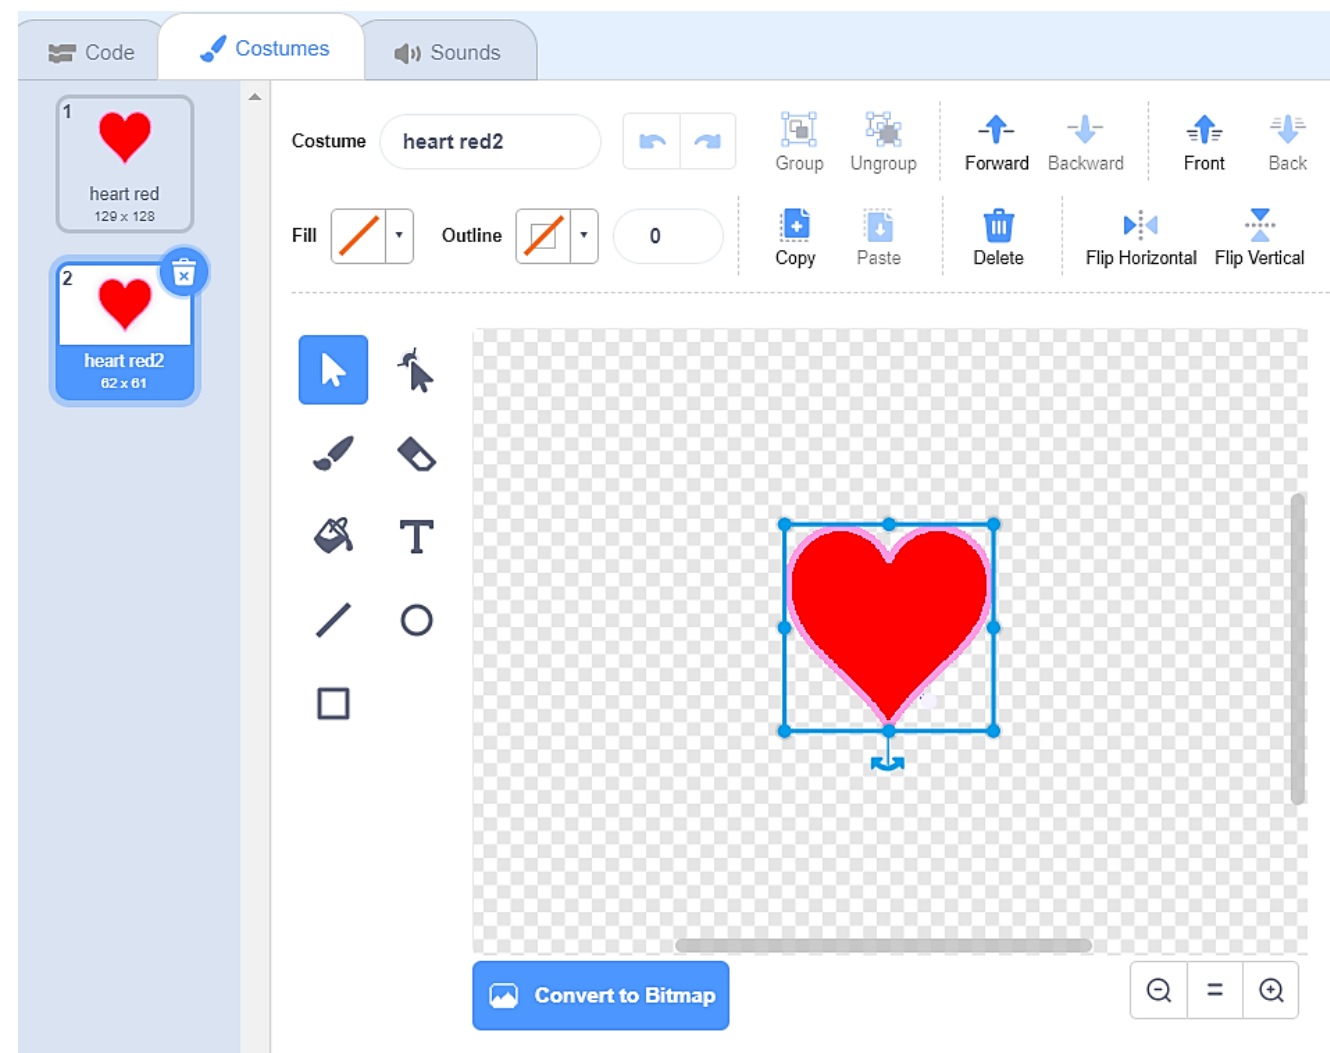 Code
Costumes
Sounds
1
heart red
129 x 128
2
heart red2
62 x 61
Costume
heart red2
Group
Ungroup
Forward
Backward
Front
Back
Fill
Outline
0
Copy
Paste
Delete
Flip Horizontal
Flip Vertical
T
Convert to Bitmap
=